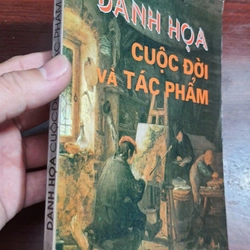 DANH HỌA
CUỘC ĐỜI
VÀ TÁC PHẨM
DANH HỌA CUỘC ĐỜI VÀ TÁC PHẨM